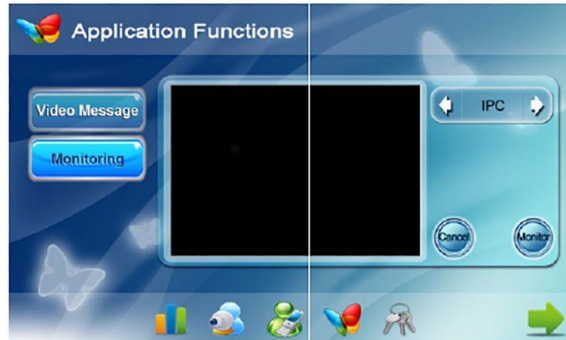 Application Functions
Video Message
Monitoring
IPC
Cancel
Monitor